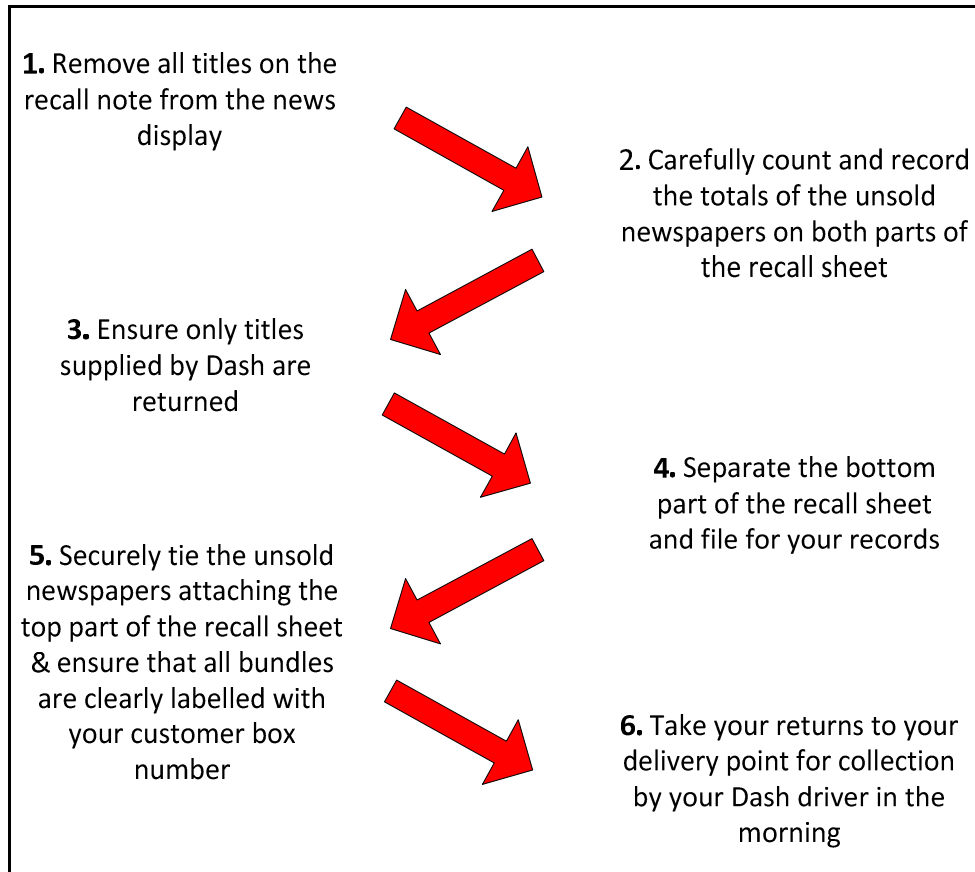 1. Remove all titles on the
recall note from the news
display
2. Carefully count and record
the totals of the unsold
newspapers on both parts of
the recall sheet
3. Ensure only titles
supplied by Dash are
returned
4. Separate the bottom
part of the recall sheet
and file for your records
5. Securely tie the unsold
newspapers attaching the
top part of the recall sheet
& ensure that all bundles
are clearly labelled with
your customer box
number
6. Take your returns to your
delivery point for collection
by your Dash driver in the
morning